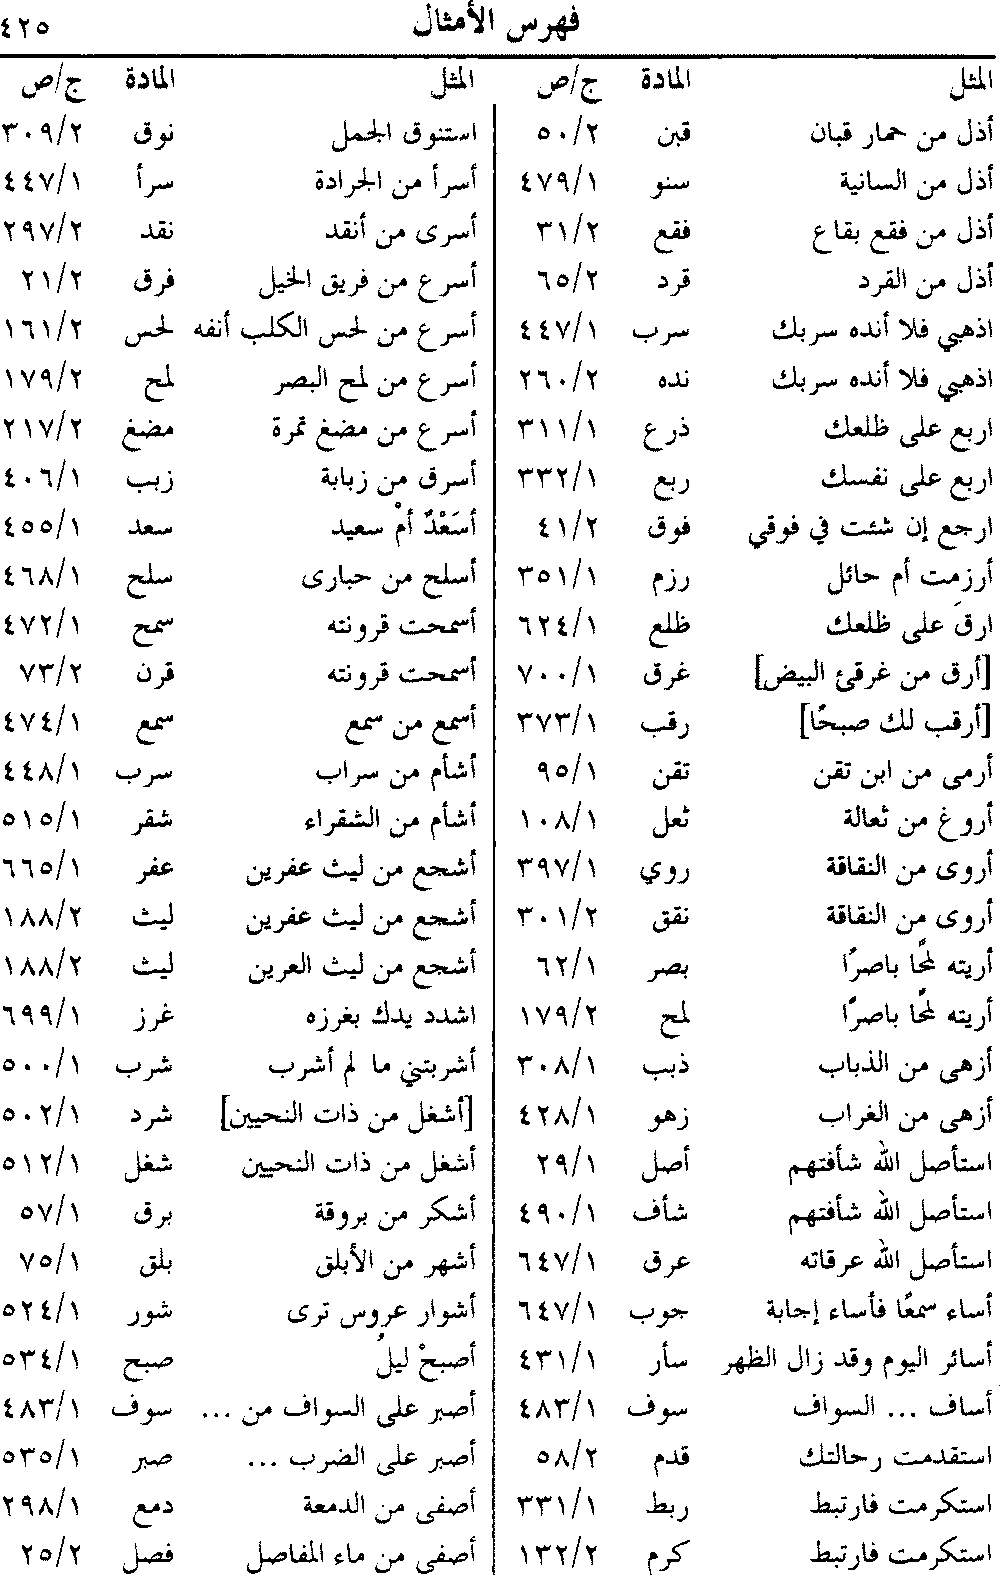 فهرس الأمثال ٤٢٥
المثل المادة ج/ص
أذل من حمار قبان قبن ٥٠/٢
أذل من السانية سنو ٤٧٩/١
أذل من فقع بقاع فقع ٣١/٢
أذل من القرد قرد ٦٥/٢
اذهبي فلا أنده سربك سرب ٤٤٧/١
اذهبي فلا أنده سربك نده ٢٦٠/٢
اربع على ظلعك ذرع ٣١١/١
اربع على نفسك ربع ٣٣٢/١
ارجع إن شئت في فوقي فوق ٤١/٢
أرزمت أم حائل رزم ٣٥١/١
ارقَ على ظلعك ظلع ٦٢٤/١
[أرق من غرقئ البيض] غرق ٧٠٠/١
[أرقب لك صبحًا] رقب ٣٧٣/١
أرمى من ابن تقن تقن ٩٥/١
أروغ من ثعالة ثعل ١٠٨/١
أروى من النقاقة روي ٣٩٧/١
أروى من النقاقة نقق ٣٠١/٢
أريته لمحًا باصرًا بصر ٦٢/١
أريته لمحًا باصرًا لمح ١٧٩/٢
أزهى من الذباب ذبب ٣٠٨/١
أزهى من الغراب زهو ٤٢٨/١
استأصل الله شأفتهم أصل ٢٩/١
استأصل الله شأفتهم شأف ٤٩٠/١
استأصل الله عرقاته عرق ٦٤٧/١
أساء سمعًا فأساء إجابة جوب ٦٤٧/١
أسائر اليوم وقد زال الظهر سأر ٤٣١/١
أساف ... السواف سوف ٤٨٣/١
استقدمت رحالتك قدم ٥٨/٢
استكرمت فارتبط ربط ٣٣١/١
استكرمت فارتبط كرم ١٣٢/٢
المثل المادة ج/ص
استنوق الجمل نوق ٣٠٩/٢
أسرأ من الجرادة سرأ ٤٤٧/١
أسرى من أنقد نقد ٢٩٧/٢
أسرع من فريق الخيل فرق ٢١/٢
أسرع من لحس الكلب أنفه لحس ١٦١/٢
أسرع من لمح البصر لمح ١٧٩/٢
أسرع من مضغ تمرة مضغ ٢١٧/٢
أسرق من زبابة زبب ٤٠٦/١
أسَعْدٌ أمْ سعيد سعد ٤٥٥/١
أسلح من حبارى سلح ٤٦٨/١
أسمحت قرونته سمح ٤٧٢/١
أسمحت قرونته قرن ٧٣/٢
أسمع من سمع سمع ٤٧٤/١
أشأم من سراب سرب ٤٤٨/١
أشأم من الشقراء شقر ٥١٥/١
أشجع من ليث عفرين عفر ٦٦٥/١
أشجع من ليث عفرين ليث ١٨٨/٢
أشجع من ليث العرين ليث ١٨٨/٢
اشدد يدك بغرزه غرز ٦٩٩/١
أشربتني ما لم أشرب شرب ٥٠٠/١
[أشغل من ذات النحيين] شرد ٥٠٢/١
أشغل من ذات النحيين شغل ٥١٢/١
أشكر من بروقة برق ٥٧/١
أشهر من الأبلق بلق ٧٥/١
أشوار عروس ترى شور ٥٢٤/١
أصبحْ ليلُ صبح ٥٣٤/١
أصبر على السواف من ... سوف ٤٨٣/١
أصبر على الضرب ... صبر ٥٣٥/١
أصفى من الدمعة دمع ٢٩٨/١
أصفى من ماء المفاصل فصل ٢٥/٢